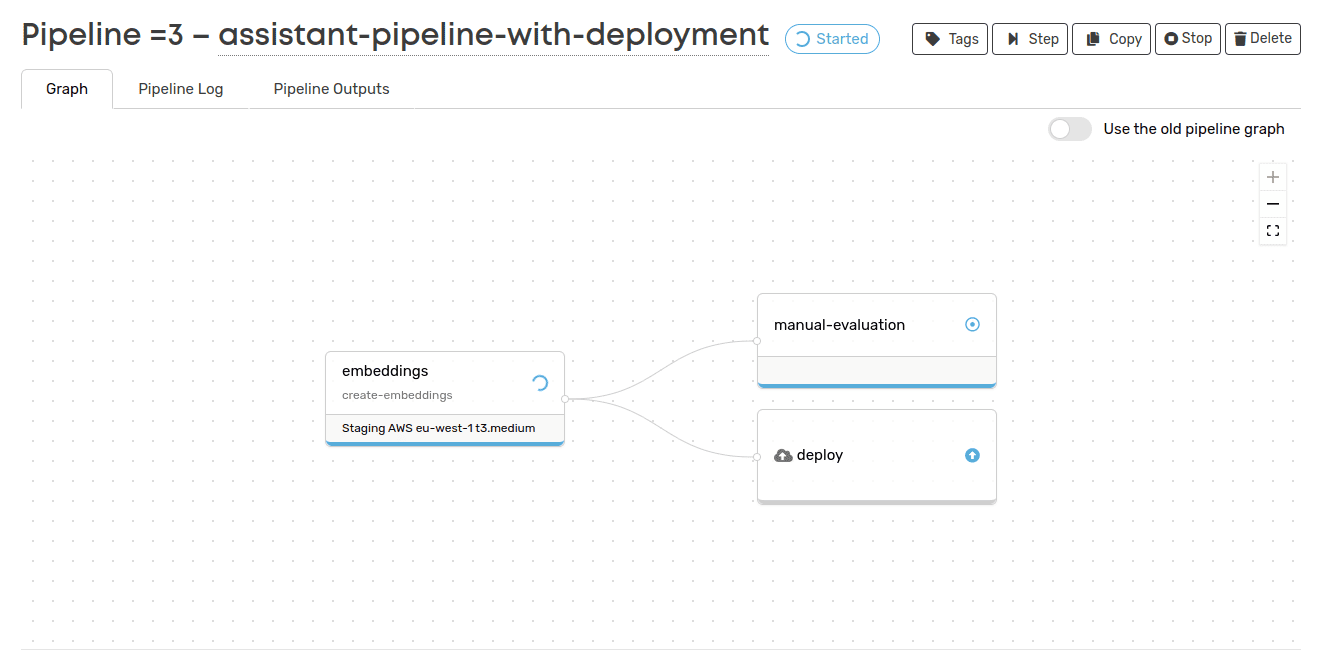 Pipeline =3 – assistant-pipeline-with-deployment Started Tags Step Copy Stop Delete
Graph Pipeline Log Pipeline Outputs
Use the old pipeline graph
manual-evaluation
embeddings
create-embeddings
Staging AWS eu-west-1 t3.medium
deploy